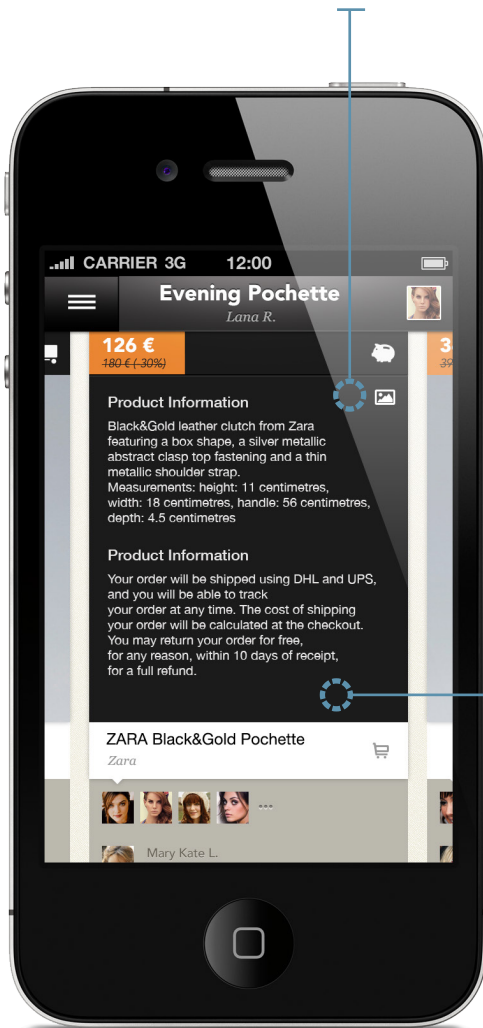 CARRIER 3G 12:00
Evening Pochette
Lana R.
126 €
180 € (-30%)
3
39
Product Information
Black&Gold leather clutch from Zara
featuring a box shape, a silver metallic
abstract clasp top fastening and a thin
metallic shoulder strap.
Measurements: height: 11 centimetres,
width: 18 centimetres, handle: 56 centimetres,
depth: 4.5 centimetres
Product Information
Your order will be shipped using DHL and UPS,
and you will be able to track
your order at any time. The cost of shipping
your order will be calculated at the checkout.
You may return your order for free,
for any reason, within 10 days of receipt,
for a full refund.
ZARA Black&Gold Pochette
Zara
...
Mary Kate L.